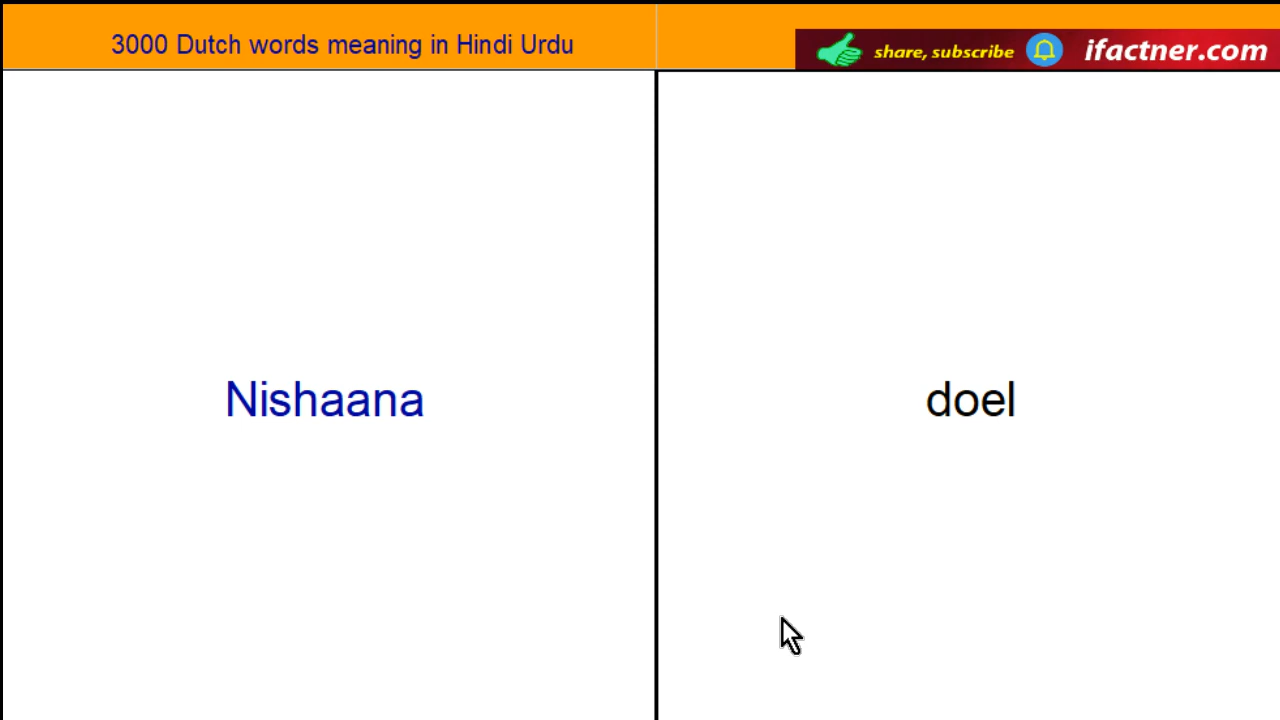 3000 Dutch words meaning in Hindi Urdu
share, subscribe ifactner.com
Nishaana
doel